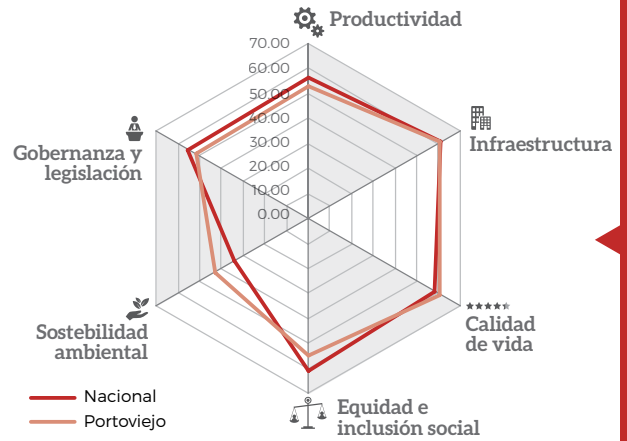 Productividad
70.00
60.00
50.00
40.00
30.00
20.00
10.00
0.00
Infraestructura
Gobernanza y
legislación
Sostebilidad
ambiental
Calidad
de vida
Equidad e
inclusión social
Nacional
Portoviejo